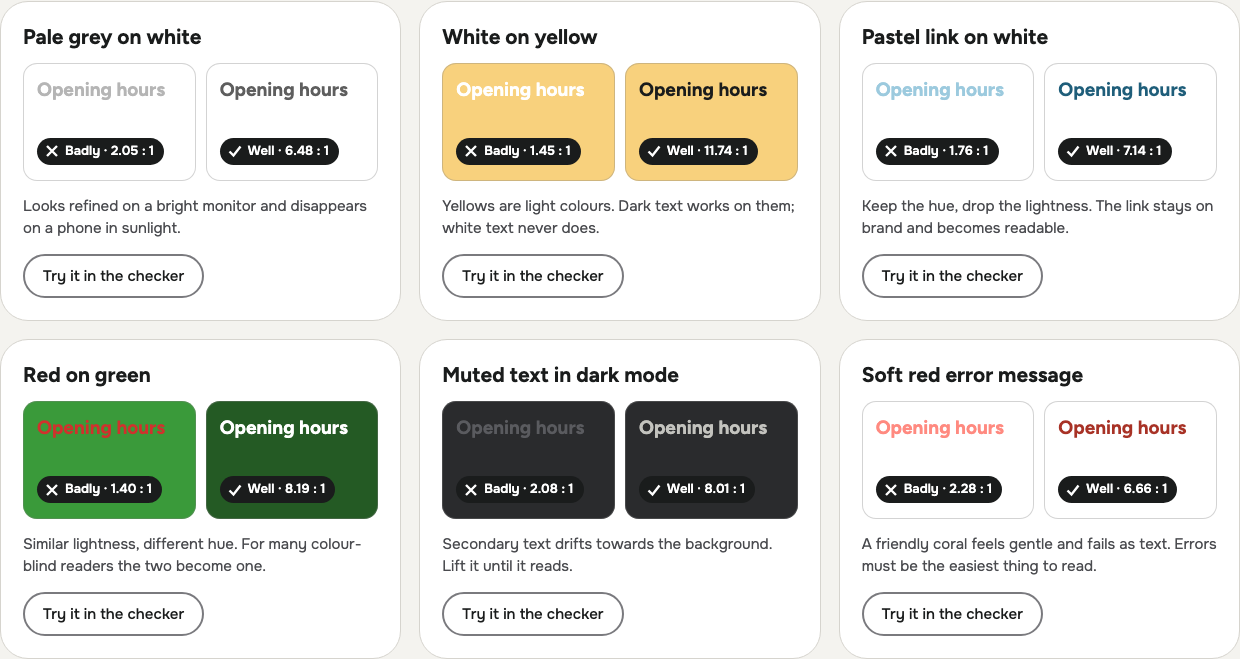 Pale grey on white
Opening hours
Badly · 2.05 : 1
Opening hours
Well · 6.48 : 1
Looks refined on a bright monitor and disappears
on a phone in sunlight.
Try it in the checker
White on yellow
Opening hours
Badly · 1.45 : 1
Opening hours
Well · 11.74 : 1
Yellows are light colours. Dark text works on them;
white text never does.
Try it in the checker
Pastel link on white
Opening hours
Badly · 1.76 : 1
Opening hours
Well · 7.14 : 1
Keep the hue, drop the lightness. The link stays on
brand and becomes readable.
Try it in the checker
Red on green
Opening hours
Badly · 1.40 : 1
Opening hours
Well · 8.19 : 1
Similar lightness, different hue. For many colour-
blind readers the two become one.
Try it in the checker
Muted text in dark mode
Opening hours
Badly · 2.08 : 1
Opening hours
Well · 8.01 : 1
Secondary text drifts towards the background.
Lift it until it reads.
Try it in the checker
Soft red error message
Opening hours
Badly · 2.28 : 1
Opening hours
Well · 6.66 : 1
A friendly coral feels gentle and fails as text. Errors
must be the easiest thing to read.
Try it in the checker